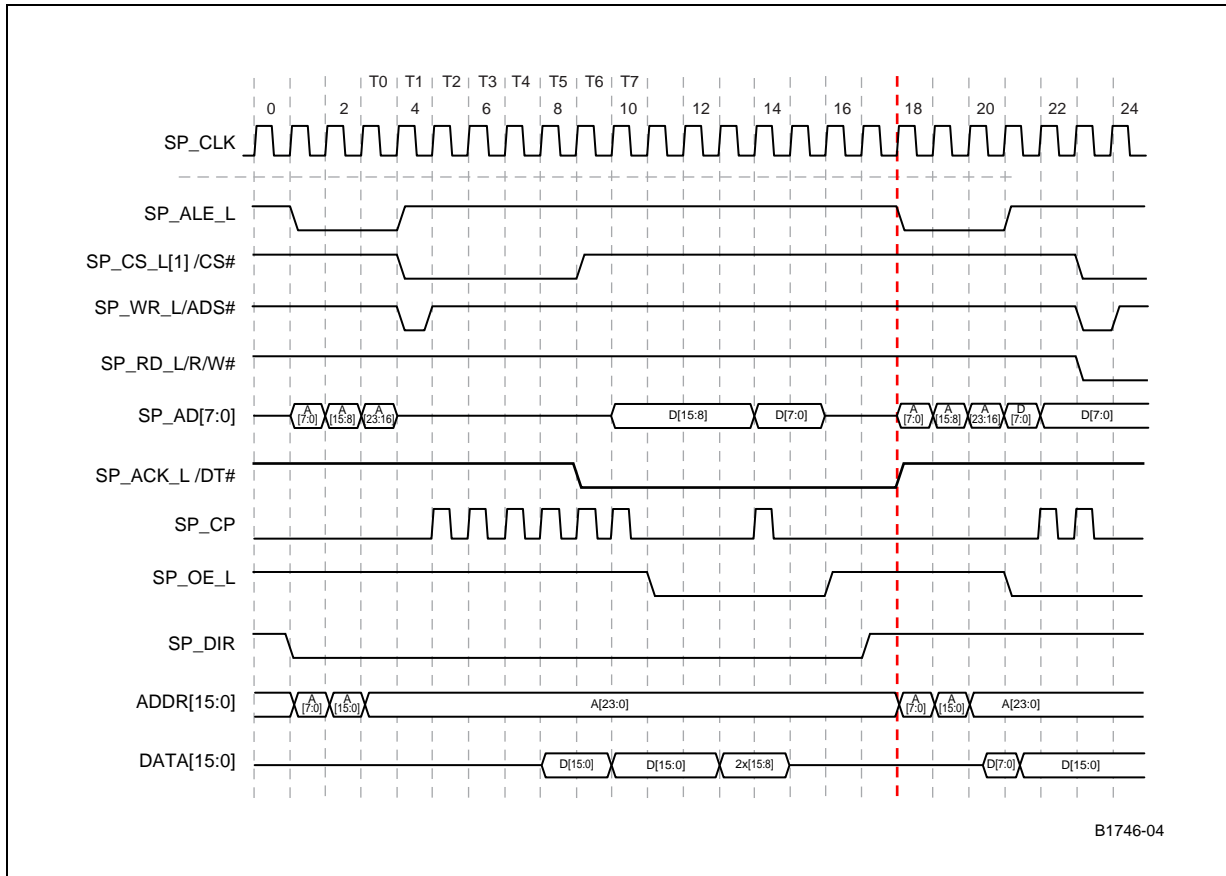 T0 T1 T2 T3 T4 T5 T6 T7
0 2 4 6 8 10 12 14 16 18 20 22 24
SP_CLK
SP_ALE_L
SP_CS_L[1] /CS#
SP_WR_L/ADS#
SP_RD_L/R/W#
SP_AD[7:0] A [7:0] A [15:8] A [23:16] D[15:8] D[7:0] A [7:0] A [15:8] A [23:16] D [7:0] D[7:0]
SP_ACK_L /DT#
SP_CP
SP_OE_L
SP_DIR
ADDR[15:0] A [7:0] A [15:0] A[23:0] A [7:0] A [15:0] A[23:0]
DATA[15:0] D[15:0] D[15:0] 2x[15:8] D[7:0] D[15:0]
B1746-04